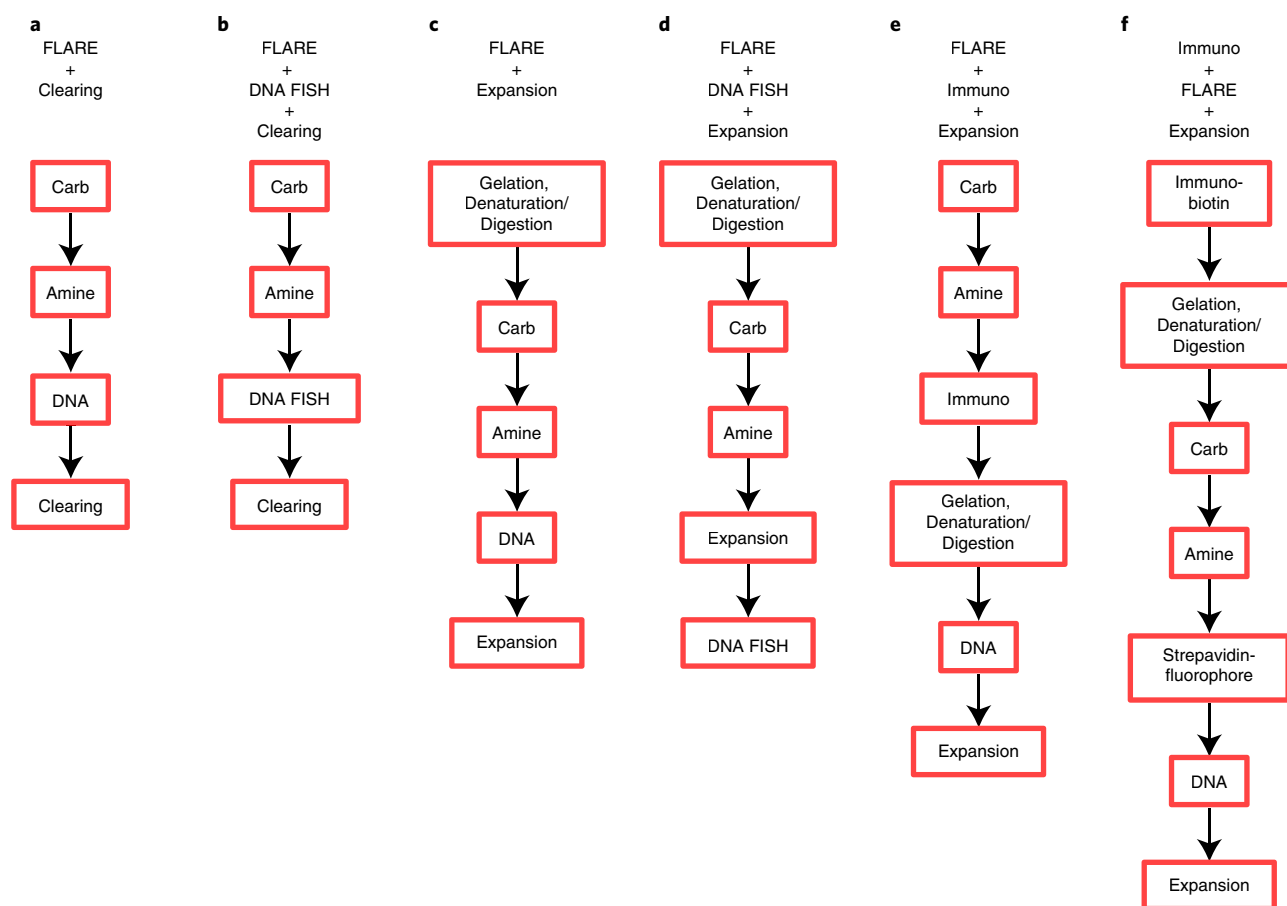 a
FLARE
+
Clearing
Carb
Amine
DNA
Clearing
b
FLARE
+
DNA FISH
+
Clearing
Carb
Amine
DNA FISH
Clearing
c
FLARE
+
Expansion
Gelation,
Denaturation/
Digestion
Carb
Amine
DNA
Expansion
d
FLARE
+
DNA FISH
+
Expansion
Gelation,
Denaturation/
Digestion
Carb
Amine
Expansion
DNA FISH
e
FLARE
+
Immuno
+
Expansion
Carb
Amine
Immuno
Gelation,
Denaturation/
Digestion
DNA
Expansion
f
Immuno
+
FLARE
+
Expansion
Immuno-
biotin
Gelation,
Denaturation/
Digestion
Carb
Amine
Strepavidin-
fluorophore
DNA
Expansion